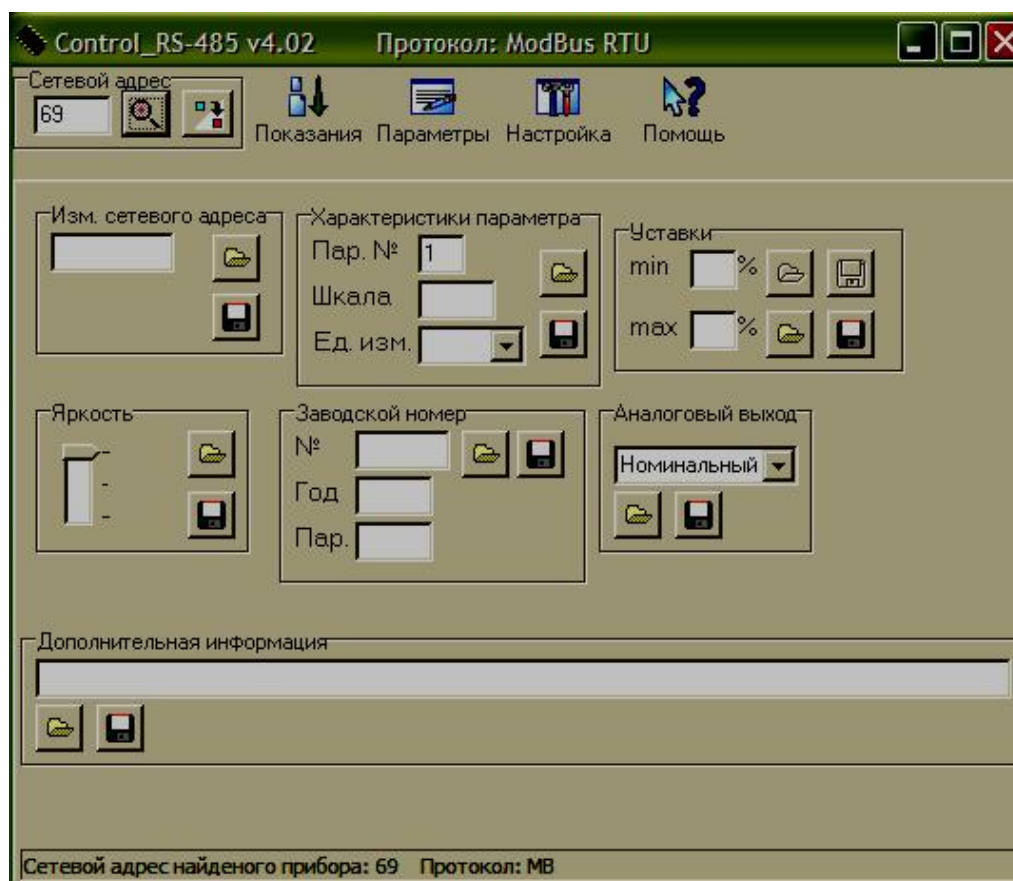 Control_RS-485 v4.02 Протокол: ModBus RTU
Сетевой адрес
69
Показания Параметры Настройка Помощь
Изм. сетевого адреса
Характеристики параметра
Пар. № 1
Шкала
Ед. изм.
Уставки
min %
max %
Яркость
Заводской номер
№
Год
Пар.
Аналоговый выход
Номинальный
Дополнительная информация
Сетевой адрес найденого прибора: 69 Протокол: MB